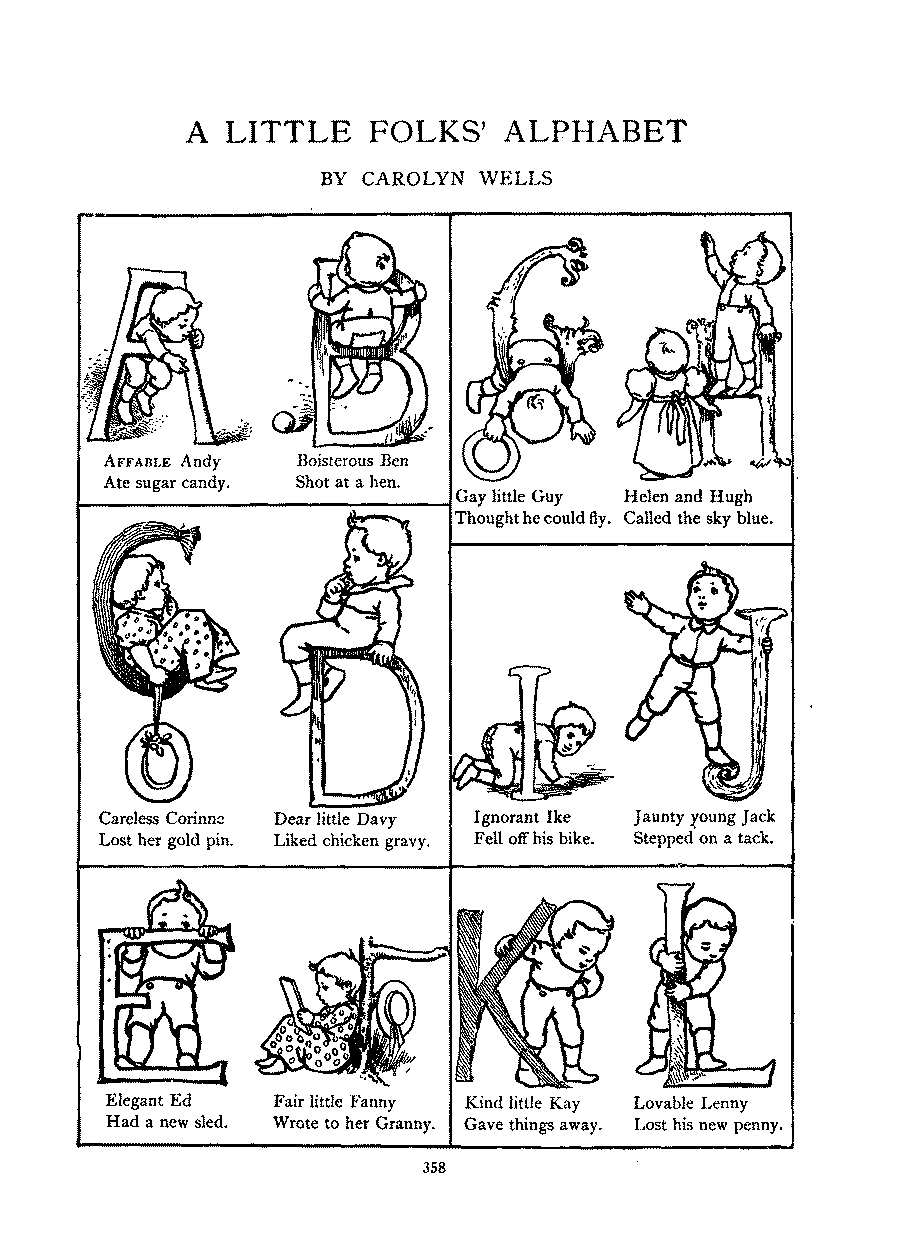 A LITTLE FOLKS' ALPHABET
BY CAROLYN WELLS
AFFABLE Andy
Ate sugar candy.
Boisterous Ben
Shot at a hen.
Careless Corinne
Lost her gold pin.
Dear little Davy
Liked chicken gravy.
Elegant Ed
Had a new sled.
Fair little Fanny
Wrote to her Granny.
Gay little Guy
Thought he could fly.
Helen and Hugh
Called the sky blue.
Ignorant Ike
Fell off his bike.
Jaunty young Jack
Stepped on a tack.
Kind little Kay
Gave things away.
Lovable Lenny
Lost his new penny.
358